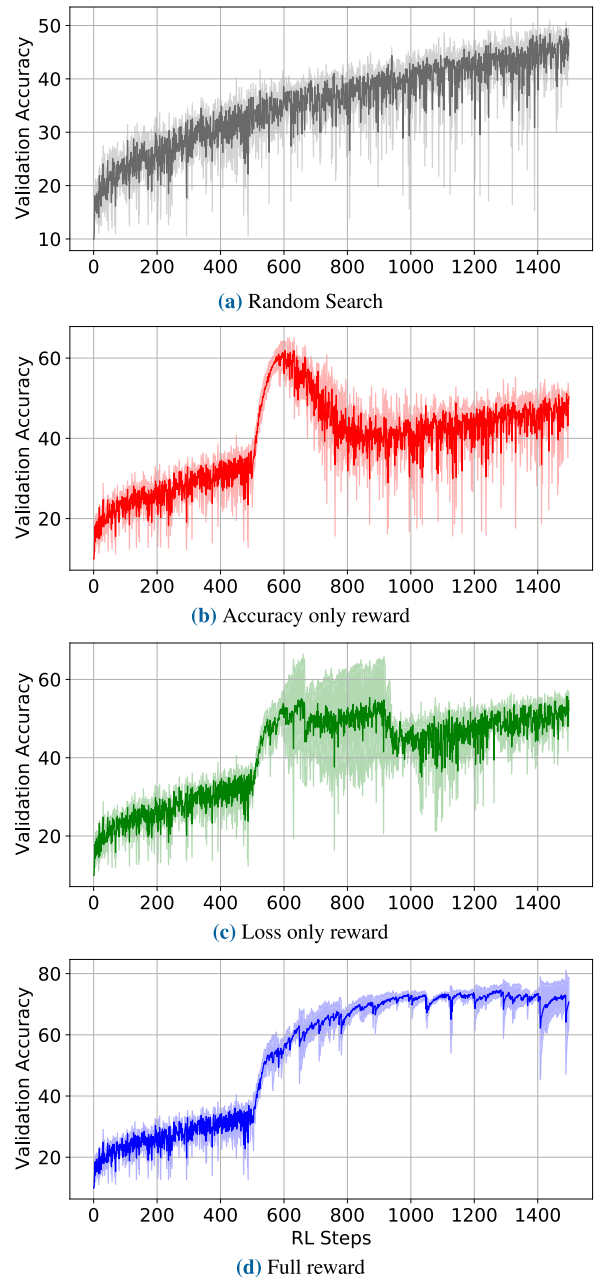 Validation Accuracy
50
40
30
20
10
0 200 400 600 800 1000 1200 1400
(a) Random Search
Validation Accuracy
60
40
20
0 200 400 600 800 1000 1200 1400
(b) Accuracy only reward
Validation Accuracy
60
40
20
0 200 400 600 800 1000 1200 1400
(c) Loss only reward
Validation Accuracy
80
60
40
20
0 200 400 600 800 1000 1200 1400
RL Steps
(d) Full reward